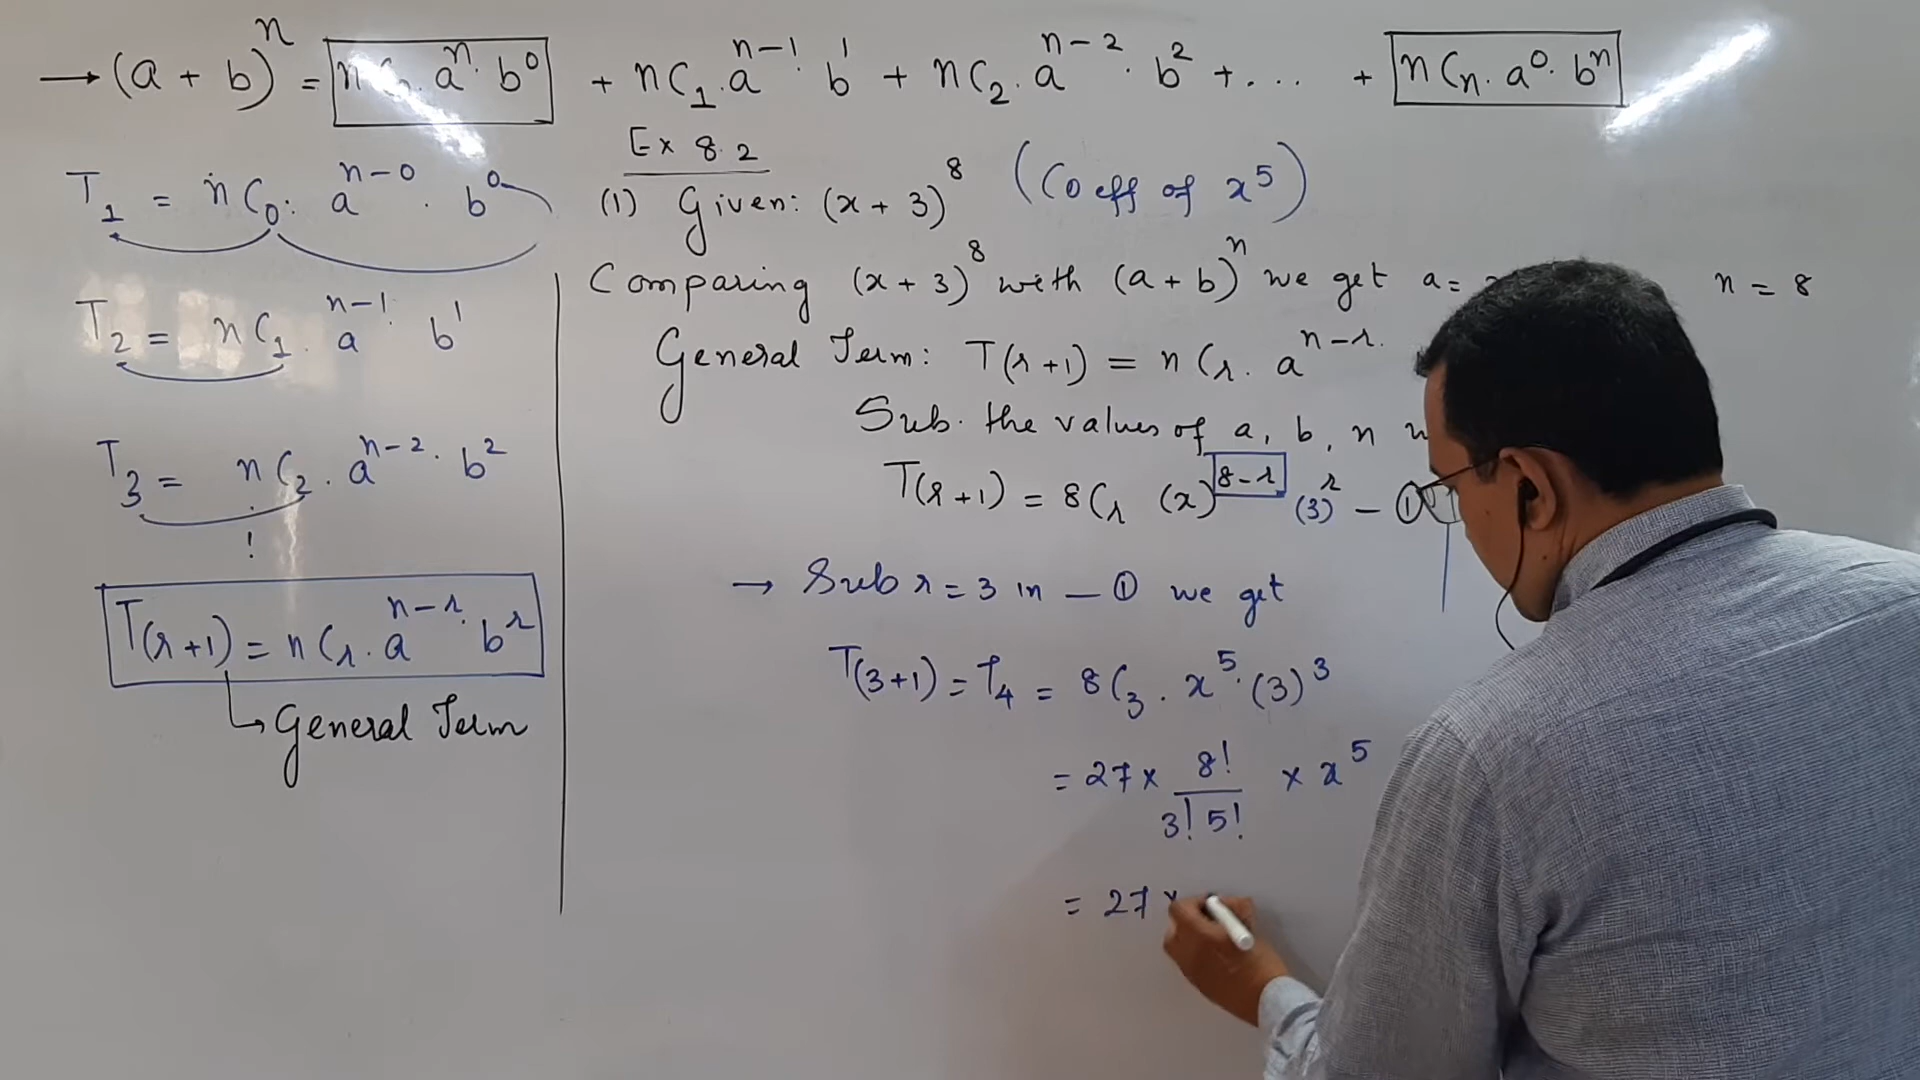 → (a + b)^n = nC₀. a^n. b^0 + nC₁. a^(n-1). b^1 + nC₂. a^(n-2). b^2 + . . . + nCₙ. a^0. b^n
T₁ = nC₀. a^(n-0) . b^0
T₂ = nC₁. a^(n-1). b^1
T₃ = nC₂. a^(n-2). b^2
!
T(r+1) = nCr. a^(n-r). b^r
↳ General Term
Ex 8.2
(1) Given: (x + 3)^8 (Coeff of x^5)
Comparing (x + 3)^8 with (a + b)^n we get a = n = 8
General Term: T(r+1) = nCr. a^(n-r).
Sub. the values of a, b, n
T(r+1) = 8Cr (x)^(8-r) (3)^r — ①
→ Sub r = 3 in — ① we get
T(3+1) = T₄ = 8C₃ . x^5. (3)^3
= 27 x 8!/(3! 5!) x x^5
= 27 x